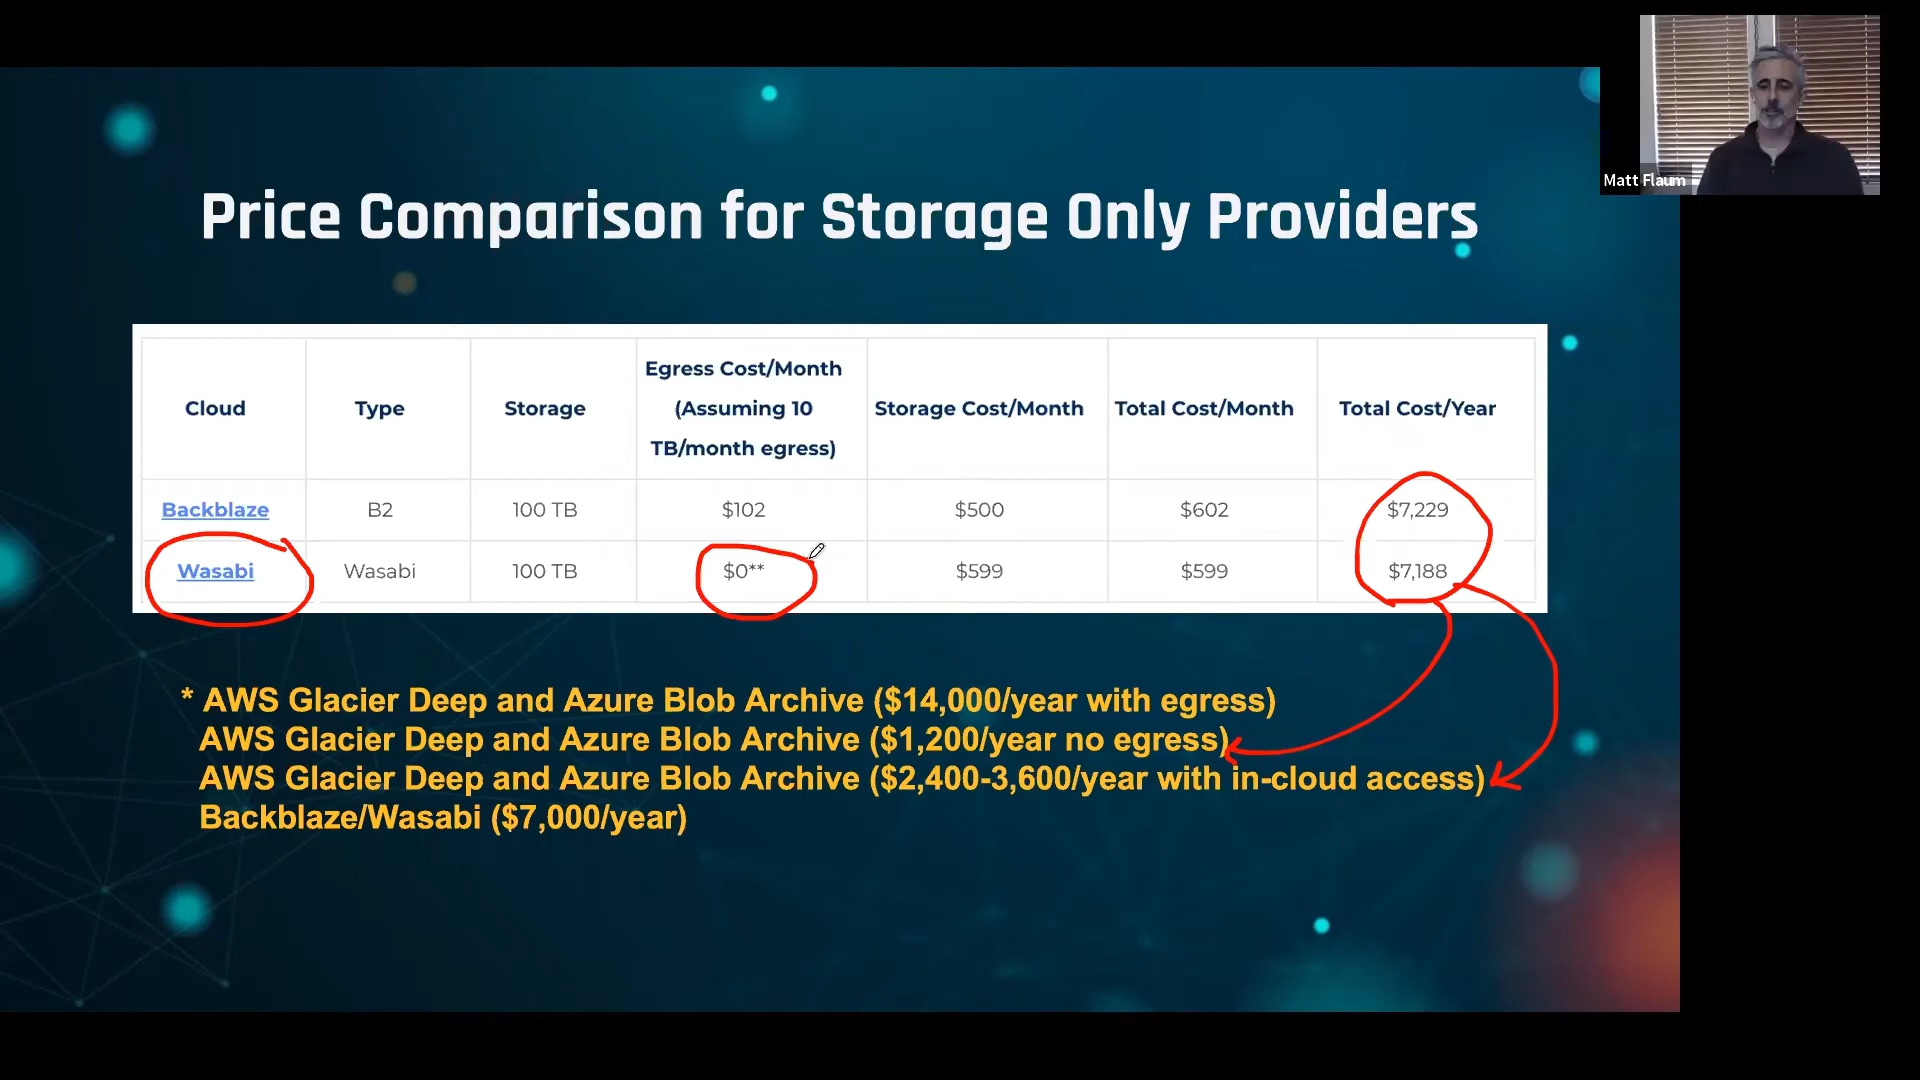 Matt Flaum
Price Comparison for Storage Only Providers
Cloud Type Storage Egress Cost/Month (Assuming 10 TB/month egress) Storage Cost/Month Total Cost/Month Total Cost/Year
Backblaze B2 100 TB $102 $500 $602 $7,229
Wasabi Wasabi 100 TB $0** $599 $599 $7,188
* AWS Glacier Deep and Azure Blob Archive ($14,000/year with egress)
AWS Glacier Deep and Azure Blob Archive ($1,200/year no egress)
AWS Glacier Deep and Azure Blob Archive ($2,400-3,600/year with in-cloud access)
Backblaze/Wasabi ($7,000/year)